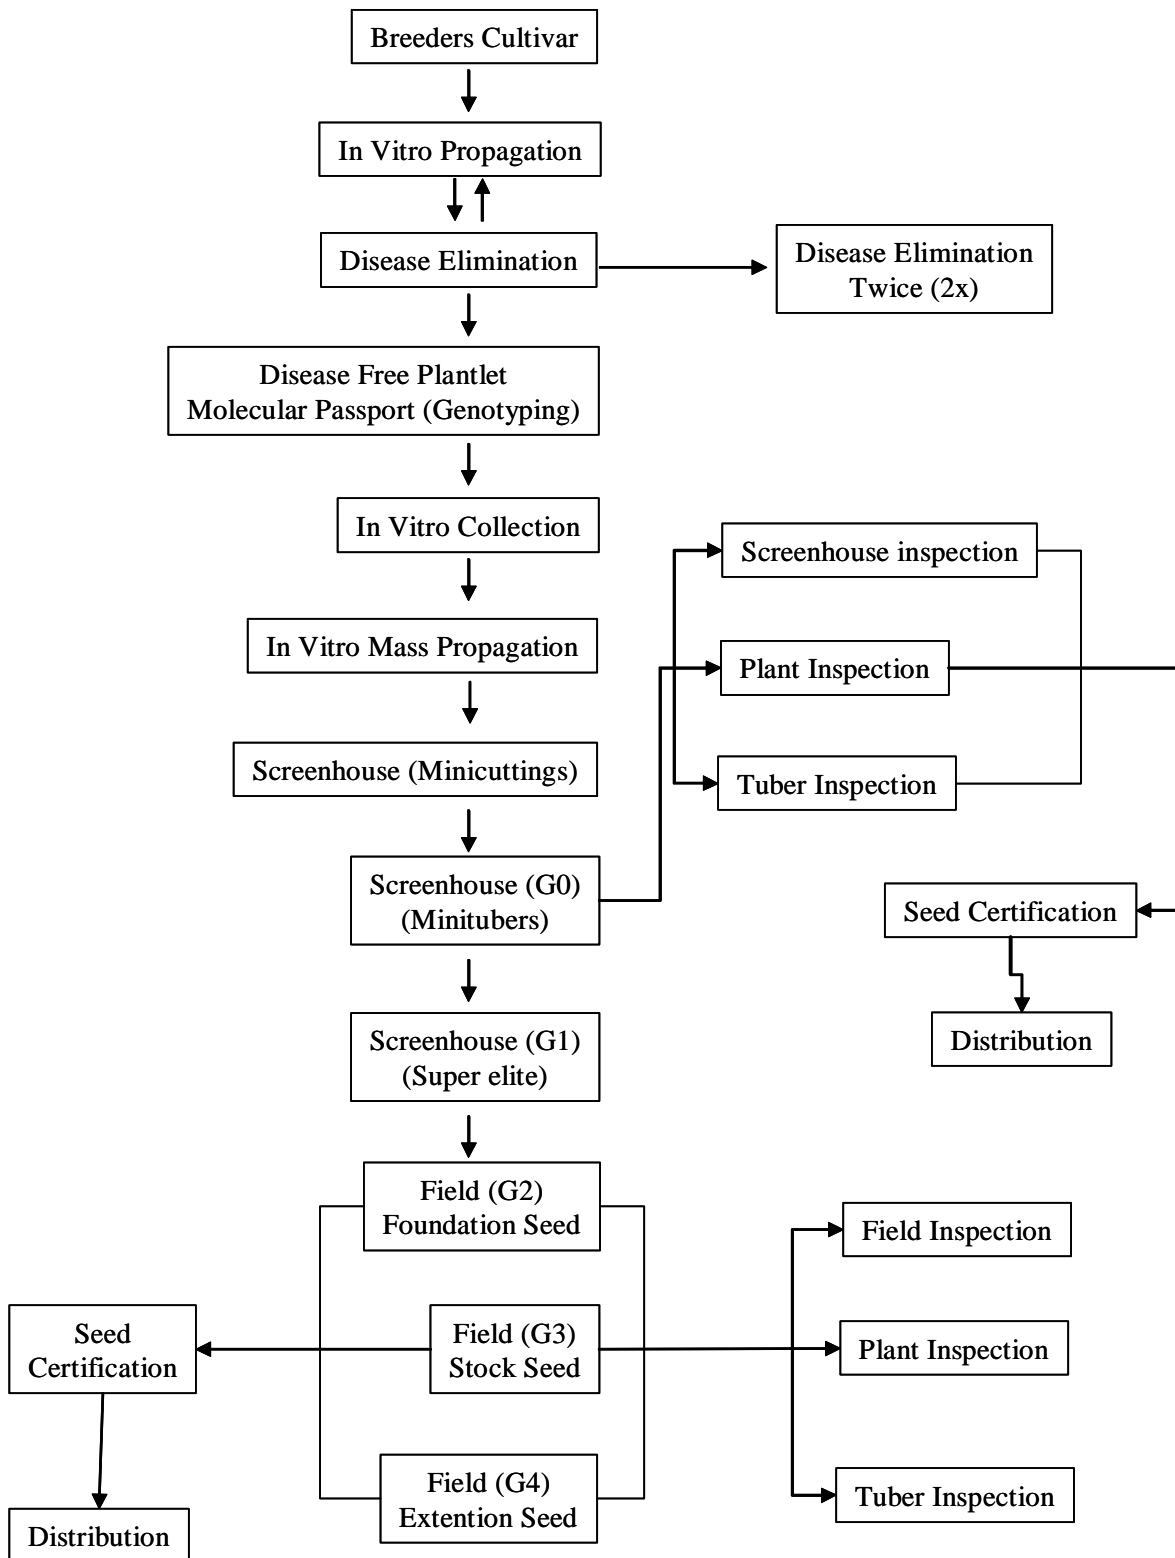 Breeders Cultivar
In Vitro Propagation
Disease Elimination
Disease Elimination
Twice (2x)
Disease Free Plantlet
Molecular Passport (Genotyping)
In Vitro Collection
Screenhouse inspection
In Vitro Mass Propagation
Plant Inspection
Screenhouse (Minicuttings)
Tuber Inspection
Screenhouse (G0)
(Minitubers)
Seed Certification
Screenhouse (G1)
(Super elite)
Distribution
Field (G2)
Foundation Seed
Field Inspection
Seed
Certification
Field (G3)
Stock Seed
Plant Inspection
Field (G4)
Extention Seed
Tuber Inspection
Distribution